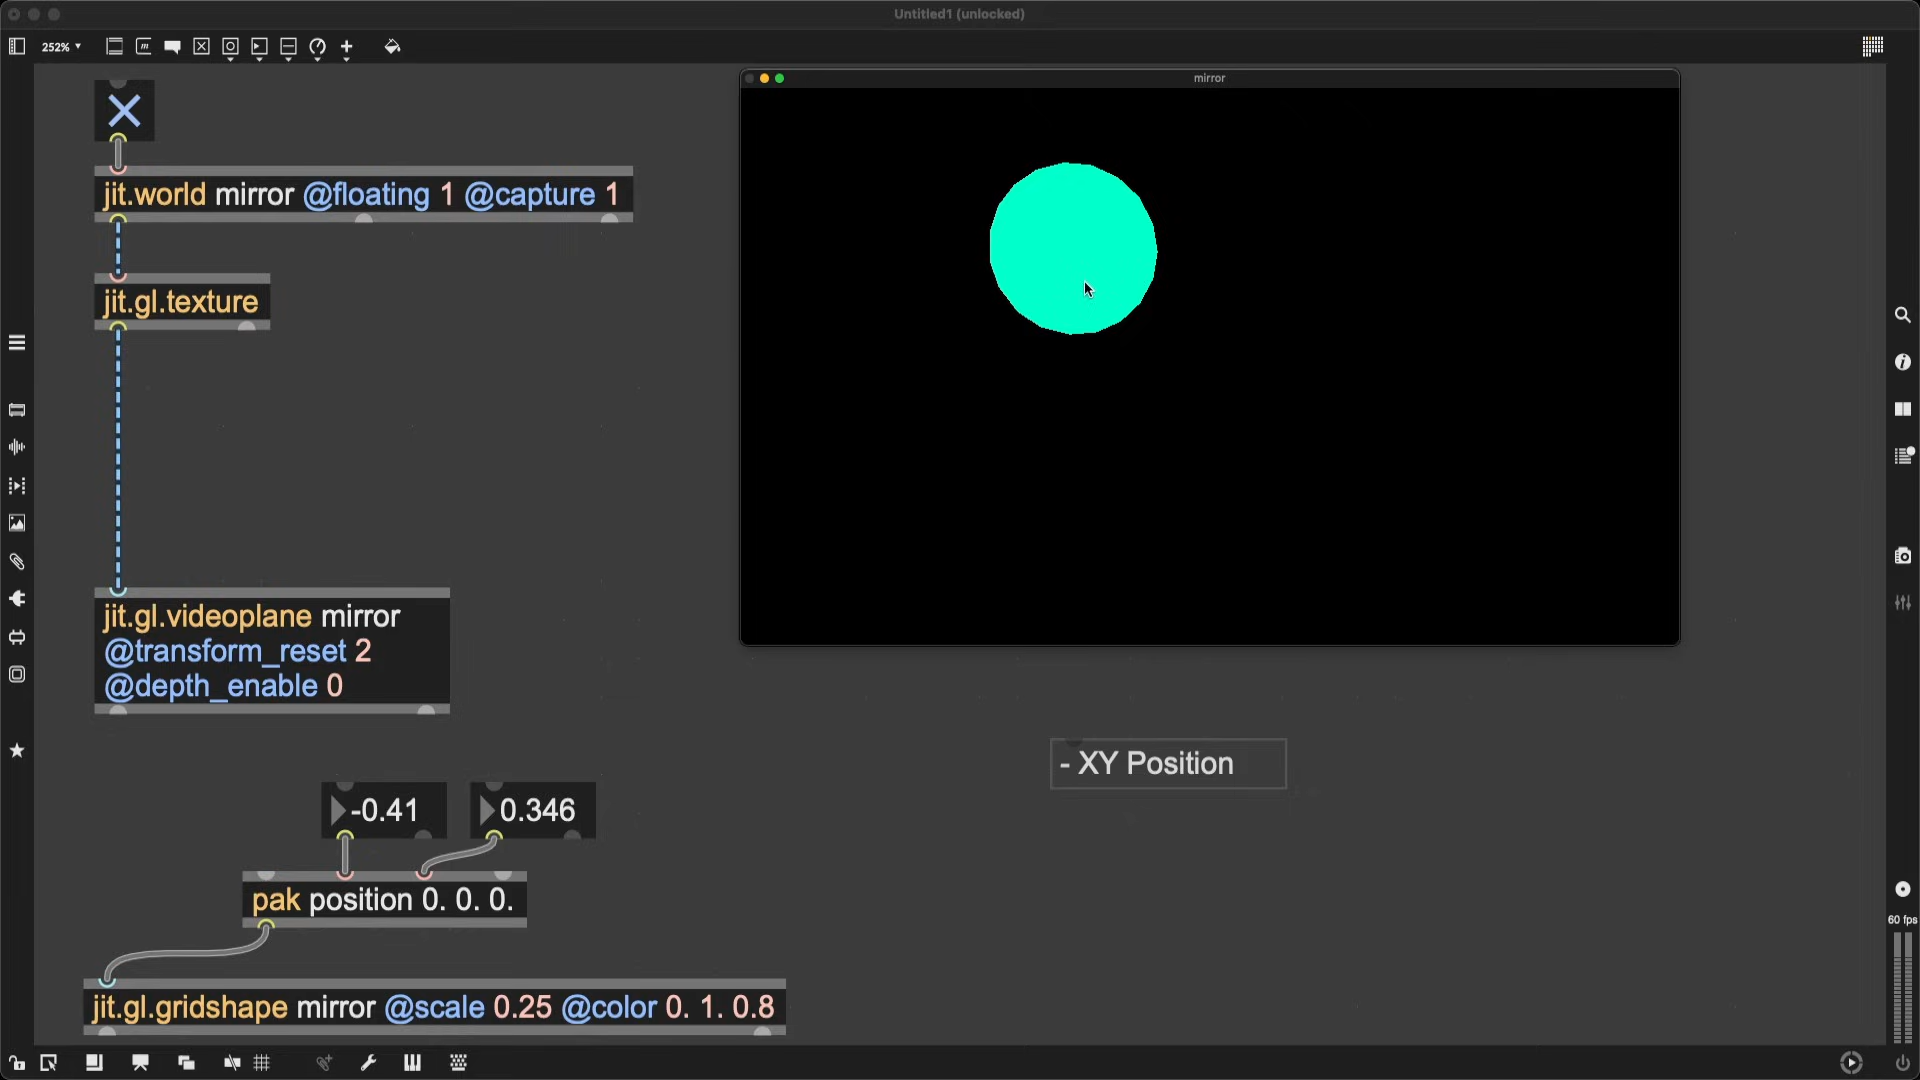 Untitled1 (unlocked)
252%
mirror
jit.world mirror @floating 1 @capture 1
jit.gl.texture
jit.gl.videoplane mirror
@transform_reset 2
@depth_enable 0
- XY Position
-0.41
0.346
pak position 0. 0. 0.
60 fps
jit.gl.gridshape mirror @scale 0.25 @color 0. 1. 0.8